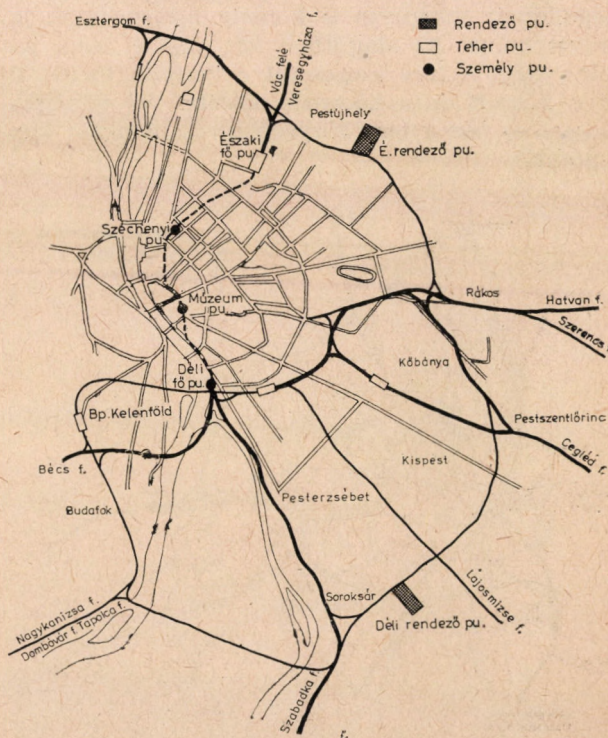 Esztergom f.
Rendező pu.
Teher pu.
Személy pu.
Vác felé
Veresegyháza f.
Pestújhely
Északi
fő pu.
É. rendező pu.
Széchenyi
pu.
Múzeum
pu.
Rákos
Hatvan f.
Szerencs f.
Déli
fő pu.
Kőbánya
Bp. Kelenföld
Pestszentlőrinc
Cegléd f.
Bécs f.
Kispest
Budafok
Pesterzsébet
Lajosmizse f.
Soroksár
Déli rendező pu.
Nagykanizsa f.
Dombóvár f. Tapolca f.
Szabadka f.